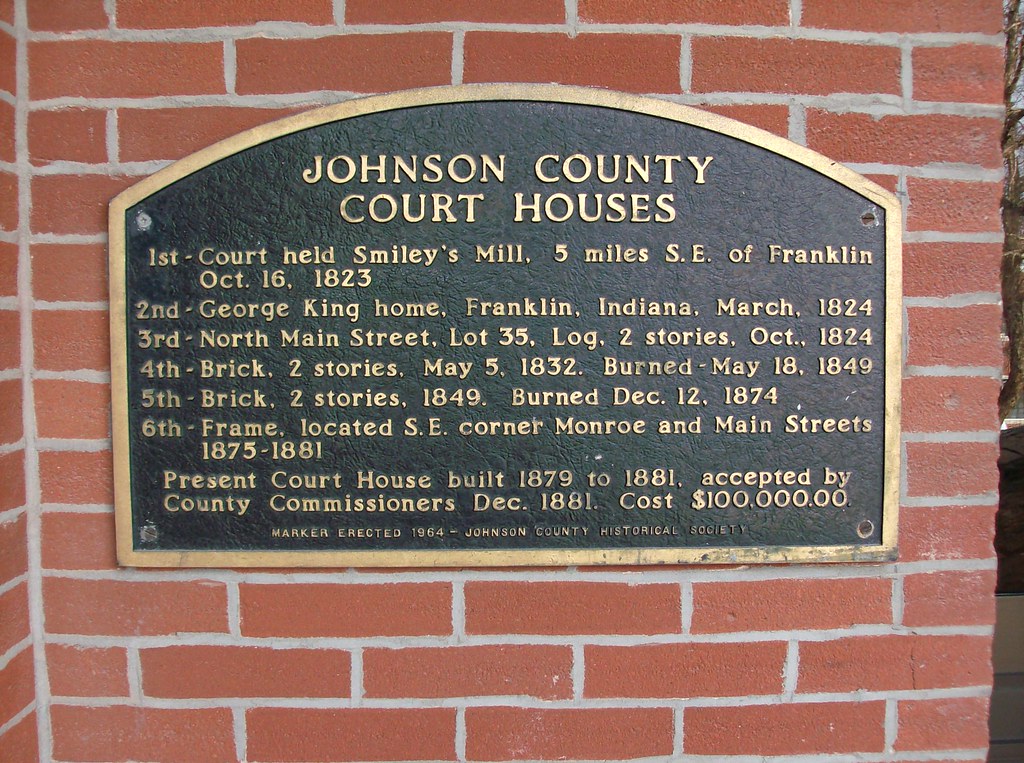 JOHNSON COUNTY
COURT HOUSES
1st - Court held Smiley's Mill, 5 miles S.E. of Franklin
Oct. 16, 1823
2nd - George King home, Franklin, Indiana, March, 1824
3rd - North Main Street, Lot 35, Log, 2 stories, Oct., 1824
4th - Brick, 2 stories, May 5, 1832. Burned - May 18, 1849
5th - Brick, 2 stories, 1849. Burned Dec. 12, 1874
6th - Frame, located S.E. corner Monroe and Main Streets
1875-1881
Present Court House built 1879 to 1881, accepted by
County Commissioners Dec. 1881. Cost $100,000.00.
MARKER ERECTED 1964 - JOHNSON COUNTY HISTORICAL SOCIETY